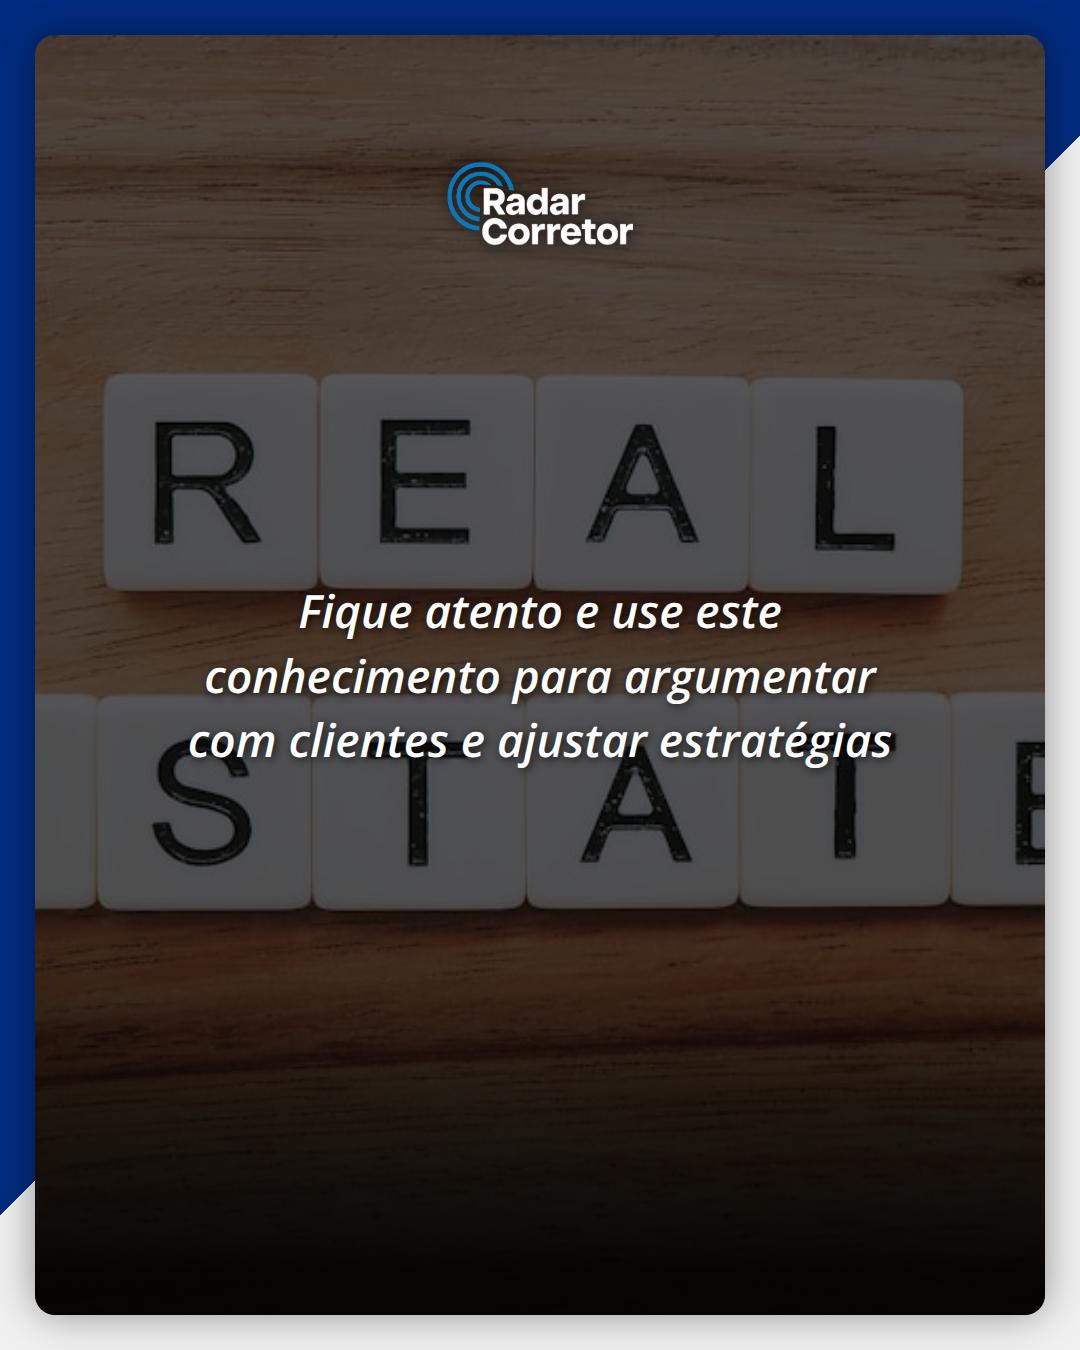 Radar
Corretor
REAL
Fique atento e use este
conhecimento para argumentar
com clientes e ajustar estratégias
STATE